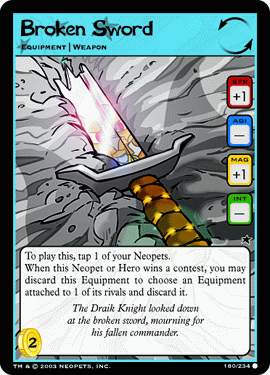 Broken Sword
Equipment | Weapon
STR
+1
AGI
—
MAG
+1
INT
—
To play this, tap 1 of your Neopets.
When this Neopet or Hero wins a contest, you may
discard this Equipment to choose an Equipment
attached to 1 of its rivals and discard it.
The Draik Knight looked down
at the broken sword, mourning for
his fallen commander.
2
TM & © 2003 NEOPETS, INC.
180/234